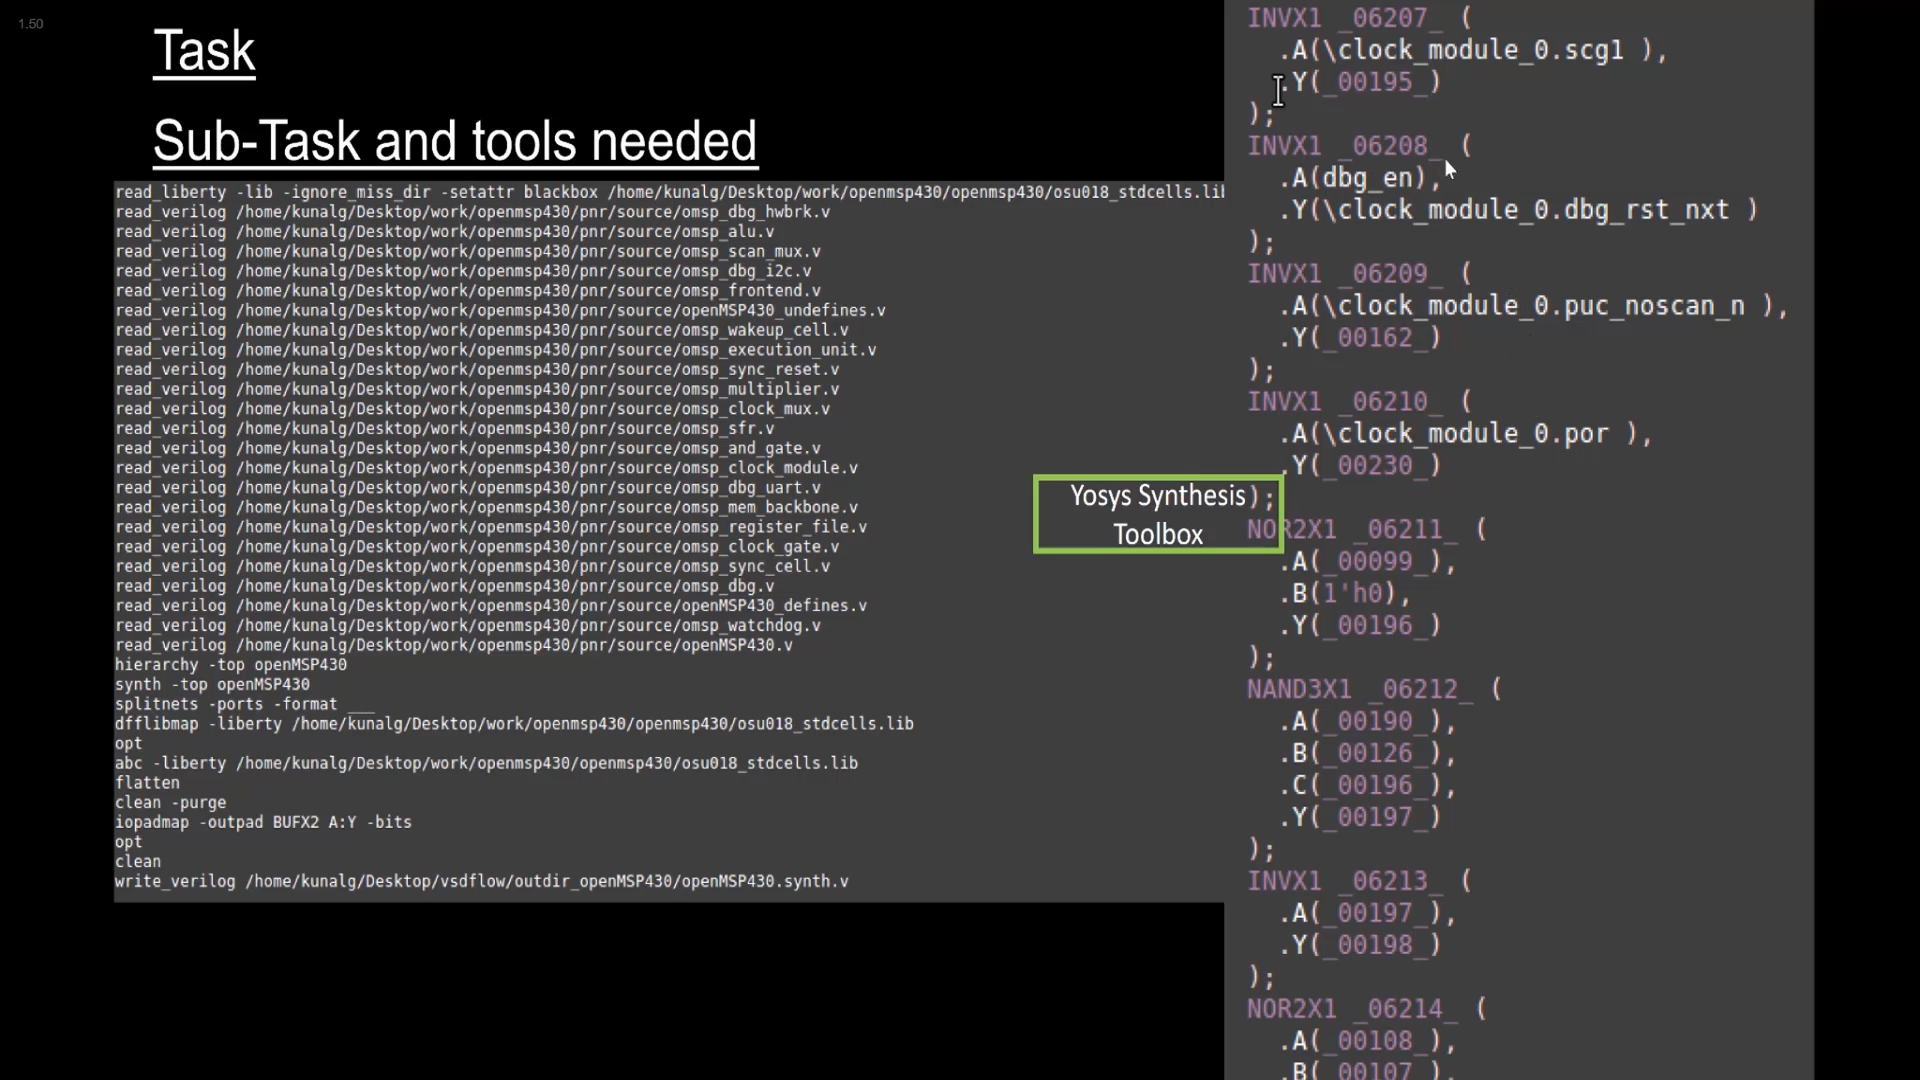 1.50
Task
Sub-Task and tools needed
read_liberty -lib -ignore_miss_dir -setattr blackbox /home/kunalg/Desktop/work/openmsp430/openmsp430/osu018_stdcells.lib
read_verilog /home/kunalg/Desktop/work/openmsp430/pnr/source/omsp_dbg_hwbrk.v
read_verilog /home/kunalg/Desktop/work/openmsp430/pnr/source/omsp_alu.v
read_verilog /home/kunalg/Desktop/work/openmsp430/pnr/source/omsp_scan_mux.v
read_verilog /home/kunalg/Desktop/work/openmsp430/pnr/source/omsp_dbg_i2c.v
read_verilog /home/kunalg/Desktop/work/openmsp430/pnr/source/omsp_frontend.v
read_verilog /home/kunalg/Desktop/work/openmsp430/pnr/source/openMSP430_undefines.v
read_verilog /home/kunalg/Desktop/work/openmsp430/pnr/source/omsp_wakeup_cell.v
read_verilog /home/kunalg/Desktop/work/openmsp430/pnr/source/omsp_execution_unit.v
read_verilog /home/kunalg/Desktop/work/openmsp430/pnr/source/omsp_sync_reset.v
read_verilog /home/kunalg/Desktop/work/openmsp430/pnr/source/omsp_multiplier.v
read_verilog /home/kunalg/Desktop/work/openmsp430/pnr/source/omsp_clock_mux.v
read_verilog /home/kunalg/Desktop/work/openmsp430/pnr/source/omsp_sfr.v
read_verilog /home/kunalg/Desktop/work/openmsp430/pnr/source/omsp_and_gate.v
read_verilog /home/kunalg/Desktop/work/openmsp430/pnr/source/omsp_clock_module.v
read_verilog /home/kunalg/Desktop/work/openmsp430/pnr/source/omsp_dbg_uart.v
read_verilog /home/kunalg/Desktop/work/openmsp430/pnr/source/omsp_mem_backbone.v
read_verilog /home/kunalg/Desktop/work/openmsp430/pnr/source/omsp_register_file.v
read_verilog /home/kunalg/Desktop/work/openmsp430/pnr/source/omsp_clock_gate.v
read_verilog /home/kunalg/Desktop/work/openmsp430/pnr/source/omsp_sync_cell.v
read_verilog /home/kunalg/Desktop/work/openmsp430/pnr/source/omsp_dbg.v
read_verilog /home/kunalg/Desktop/work/openmsp430/pnr/source/openMSP430_defines.v
read_verilog /home/kunalg/Desktop/work/openmsp430/pnr/source/omsp_watchdog.v
read_verilog /home/kunalg/Desktop/work/openmsp430/pnr/source/openMSP430.v
hierarchy -top openMSP430
synth -top openMSP430
splitnets -ports -format ___
dfflibmap -liberty /home/kunalg/Desktop/work/openmsp430/openmsp430/osu018_stdcells.lib
opt
abc -liberty /home/kunalg/Desktop/work/openmsp430/openmsp430/osu018_stdcells.lib
flatten
clean -purge
iopadmap -outpad BUFX2 A:Y -bits
opt
clean
write_verilog /home/kunalg/Desktop/vsdflow/outdir_openMSP430/openMSP430.synth.v
Yosys Synthesis
Toolbox
INVX1 _06207_ (
.A(\clock_module_0.scg1 ),
.Y(_00195_)
);
INVX1 _06208_ (
.A(dbg_en),
.Y(\clock_module_0.dbg_rst_nxt )
);
INVX1 _06209_ (
.A(\clock_module_0.puc_noscan_n ),
.Y(_00162_)
);
INVX1 _06210_ (
.A(\clock_module_0.por ),
.Y(_00230_)
);
NOR2X1 _06211_ (
.A(_00099_),
.B(1'h0),
.Y(_00196_)
);
NAND3X1 _06212_ (
.A(_00190_),
.B(_00126_),
.C(_00196_),
.Y(_00197_)
);
INVX1 _06213_ (
.A(_00197_),
.Y(_00198_)
);
NOR2X1 _06214_ (
.A(_00108_),
.B(_00107_),